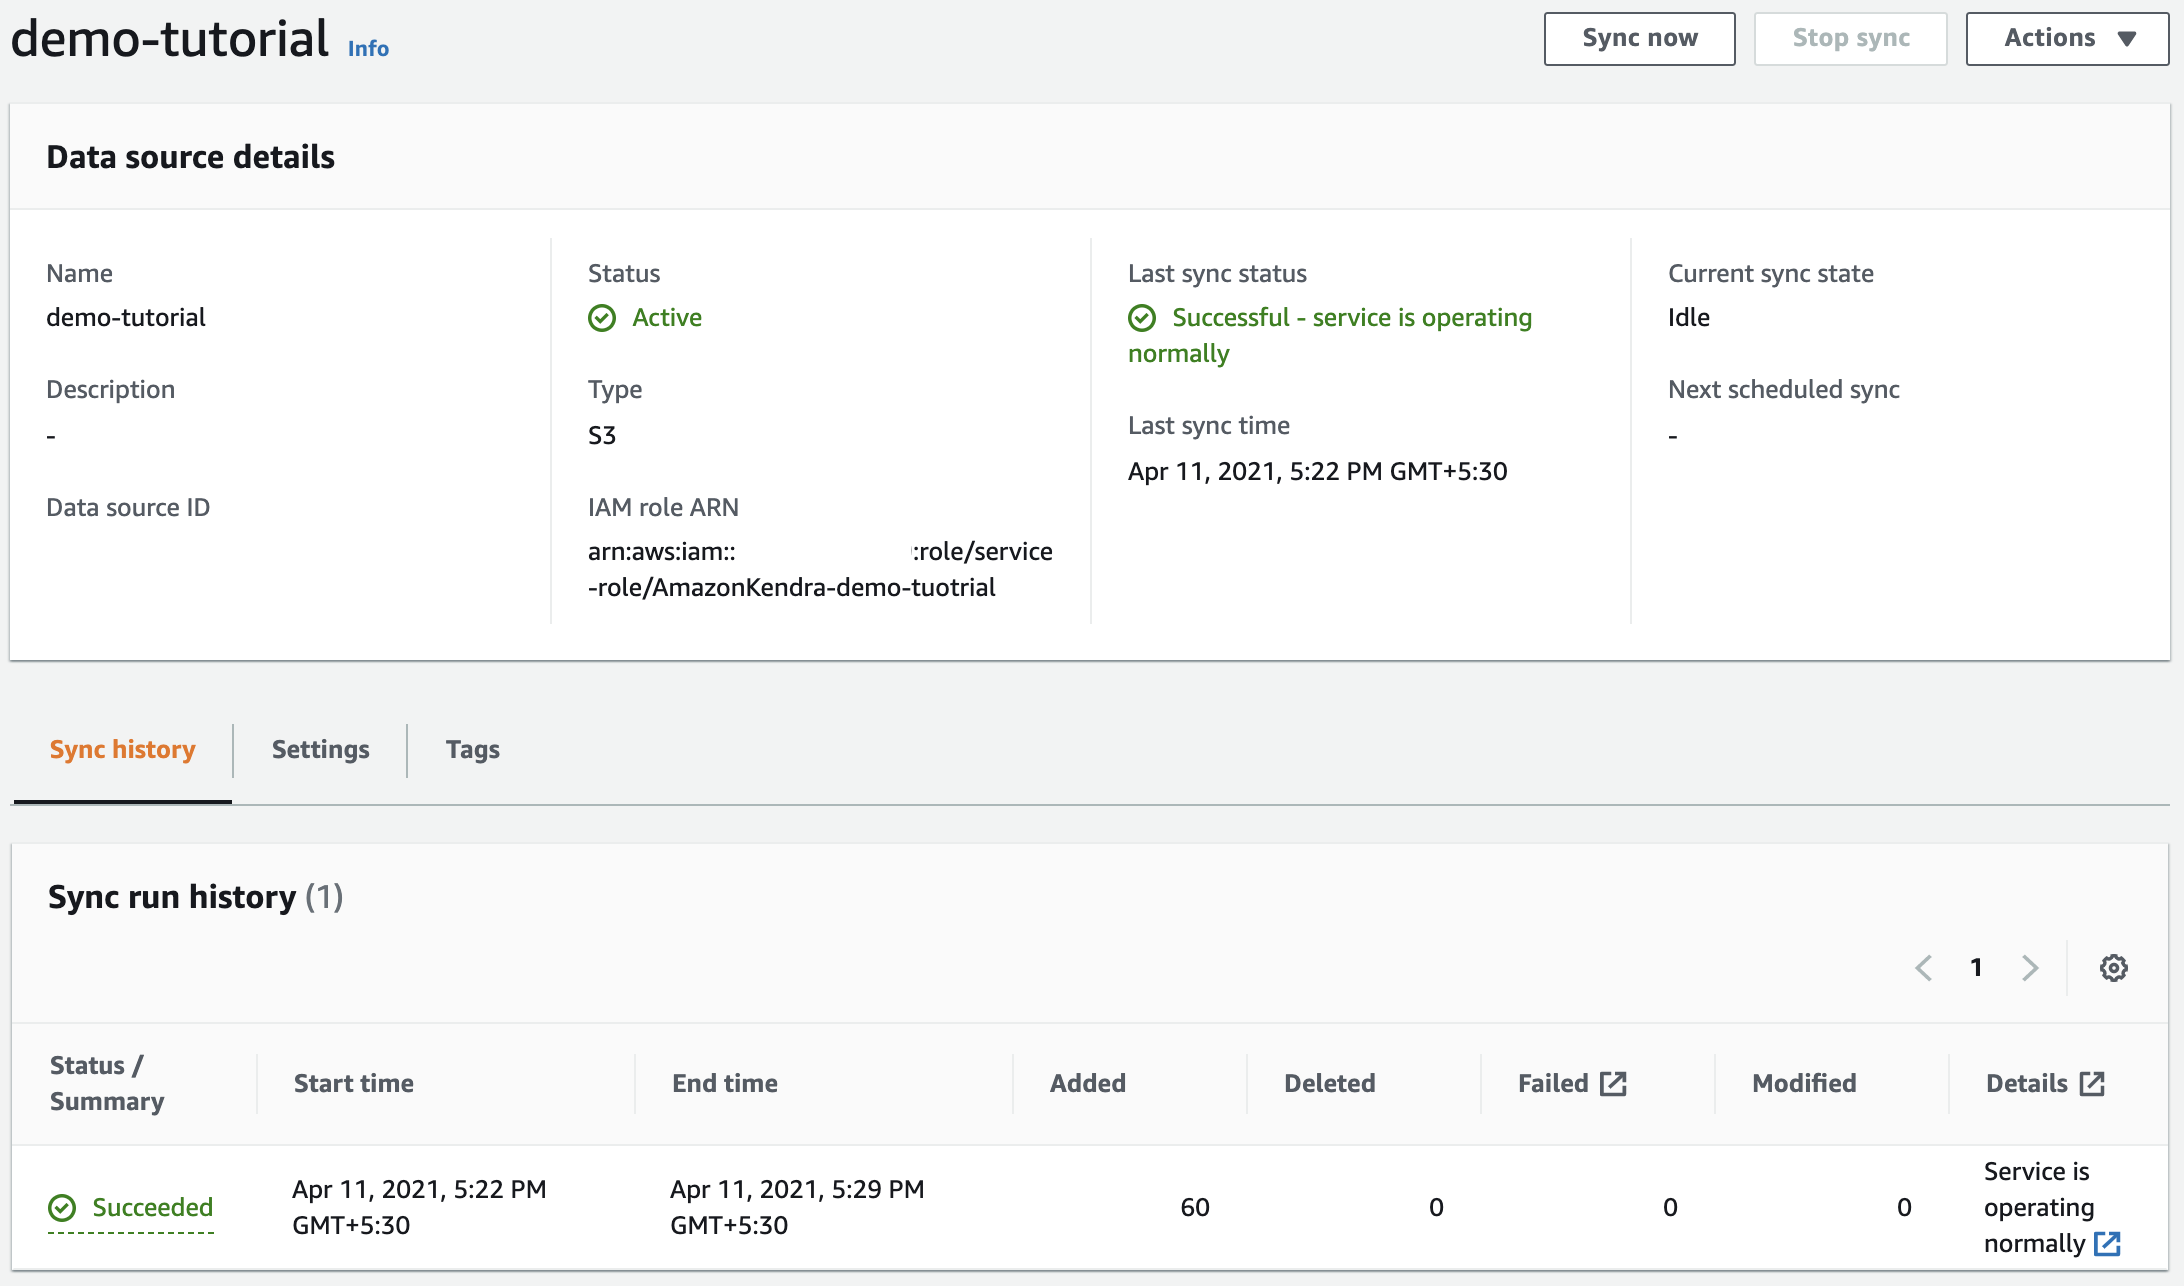 demo-tutorial Info
Sync now
Stop sync
Actions
Data source details
Name
demo-tutorial
Description
-
Data source ID
Status
Active
Type
S3
IAM role ARN
arn:aws:iam:: :role/service
-role/AmazonKendra-demo-tuotrial
Last sync status
Successful - service is operating
normally
Last sync time
Apr 11, 2021, 5:22 PM GMT+5:30
Current sync state
Idle
Next scheduled sync
-
Sync history
Settings
Tags
Sync run history (1)
1
Status /
Summary
Start time
End time
Added
Deleted
Failed
Modified
Details
Succeeded
Apr 11, 2021, 5:22 PM
GMT+5:30
Apr 11, 2021, 5:29 PM
GMT+5:30
60
0
0
0
Service is
operating
normally